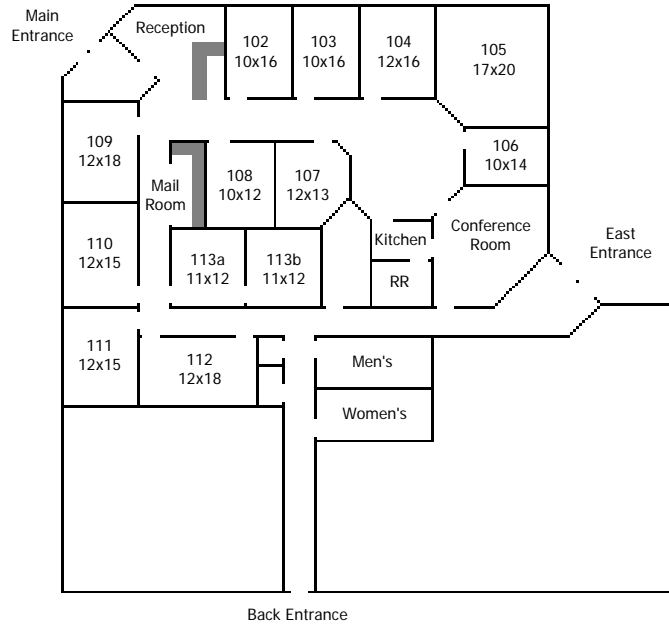 Main
Entrance
Reception
102
10x16
103
10x16
104
12x16
105
17x20
109
12x18
108
10x12
107
12x13
106
10x14
Mail
Room
110
12x15
113a
11x12
113b
11x12
Kitchen
RR
Conference
Room
East
Entrance
111
12x15
112
12x18
Men's
Women's
Back Entrance